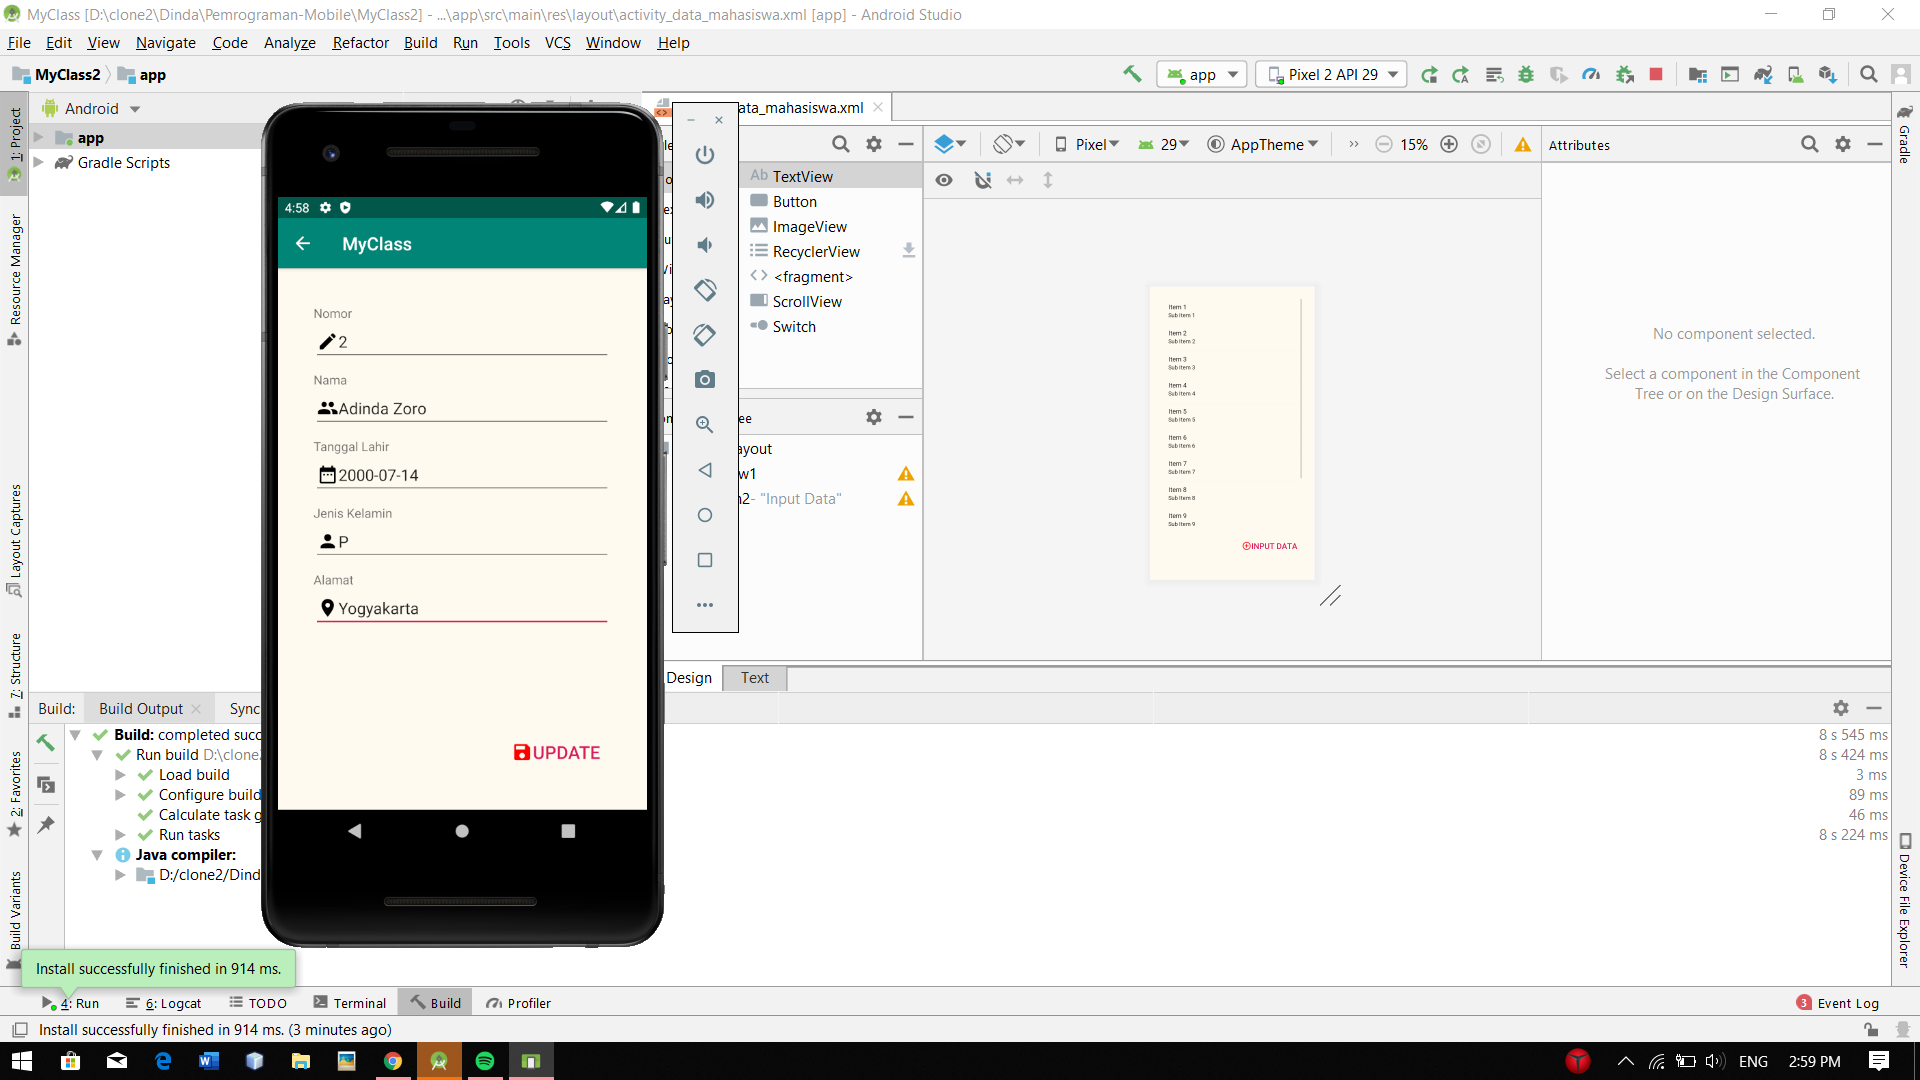 MyClass [D:\clone2\Dinda\Pemrograman-Mobile\MyClass2] - ...\app\src\main\res\layout\activity_data_mahasiswa.xml [app] - Android Studio
File Edit View Navigate Code Analyze Refactor Build Run Tools VCS Window Help
MyClass2 app
app Pixel 2 API 29
Android
app
Gradle Scripts
1: Project
Resource Manager
Layout Captures
7: Structure
2: Favorites
Build Variants
4:58
MyClass
Nomor
2
Nama
Adinda Zoro
Tanggal Lahir
2000-07-14
Jenis Kelamin
P
Alamat
Yogyakarta
UPDATE
ata_mahasiswa.xml
Ab TextView
Button
ImageView
RecyclerView
<fragment>
ScrollView
Switch
ee
ayout
w1
2- "Input Data"
Pixel 29 AppTheme 15%
Item 1
Sub Item 1
Item 2
Sub Item 2
Item 3
Sub Item 3
Item 4
Sub Item 4
Item 5
Sub Item 5
Item 6
Sub Item 6
Item 7
Sub Item 7
Item 8
Sub Item 8
Item 9
Sub Item 9
INPUT DATA
Attributes
No component selected.
Select a component in the Component
Tree or on the Design Surface.
Gradle
Device File Explorer
Design Text
Build: Build Output Sync
Build: completed succ 8 s 545 ms
Run build D:\clone 8 s 424 ms
Load build 3 ms
Configure build 89 ms
Calculate task g 46 ms
Run tasks 8 s 224 ms
Java compiler:
D:/clone2/Dind
Install successfully finished in 914 ms.
4: Run 6: Logcat TODO Terminal Build Profiler 3 Event Log
Install successfully finished in 914 ms. (3 minutes ago)
ENG 2:59 PM